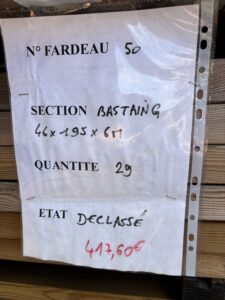 N° FARDEAU 50
SECTION BASTAING
46 x 195 x 6m
QUANTITE 29
ETAT DECLASSÉ
417,60€